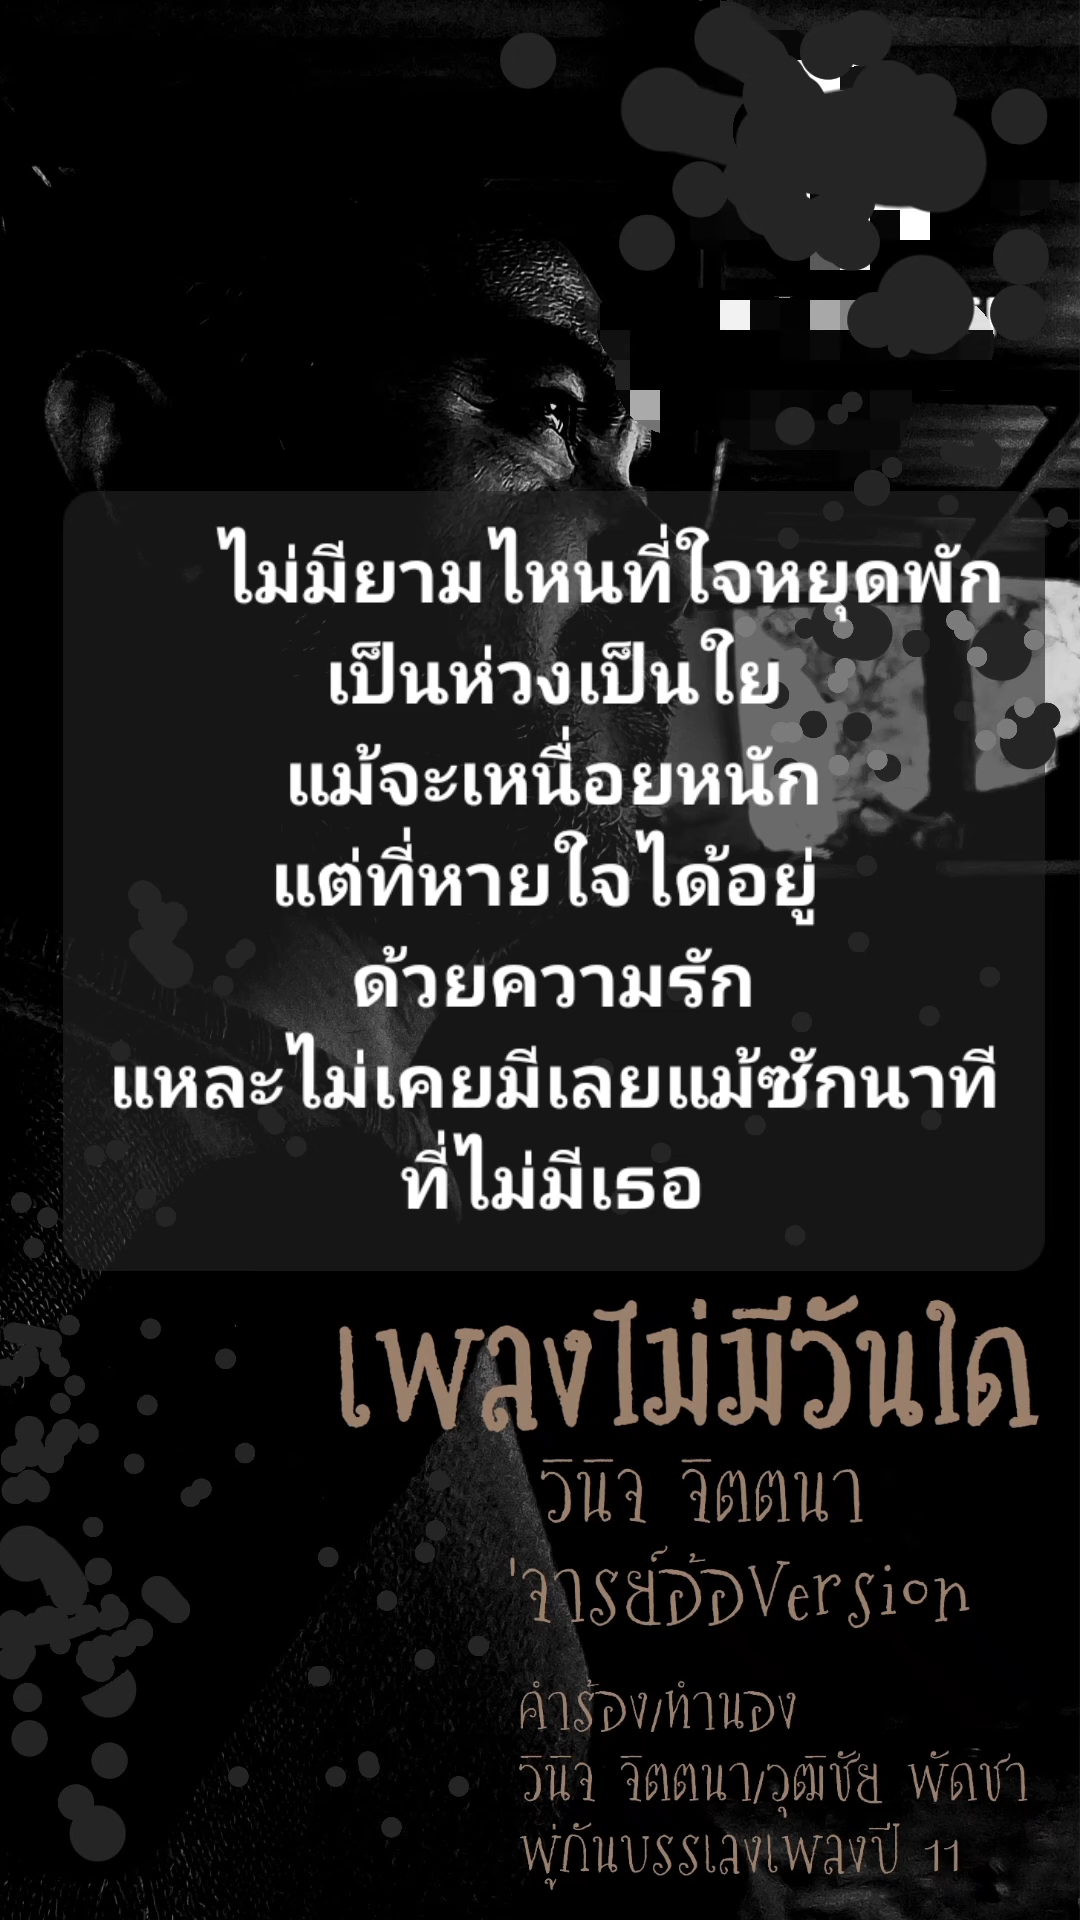 ไม่มียามไหนที่ใจหยุดพัก
เป็นห่วงเป็นใย
แม้จะเหนื่อยหนัก
แต่ที่หายใจได้อยู่
ด้วยความรัก
แหละไม่เคยมีเลยแม้ซักนาที
ที่ไม่มีเธอ
เพลงไม่มีวันใด
วินิจ จิตตนา
'จารย์อ้อVersion
คำร้อง/ทำนอง
วินิจ จิตตนา/วุฒิชัย พัดชา
พู่กันบรรเลงเพลงปี 11